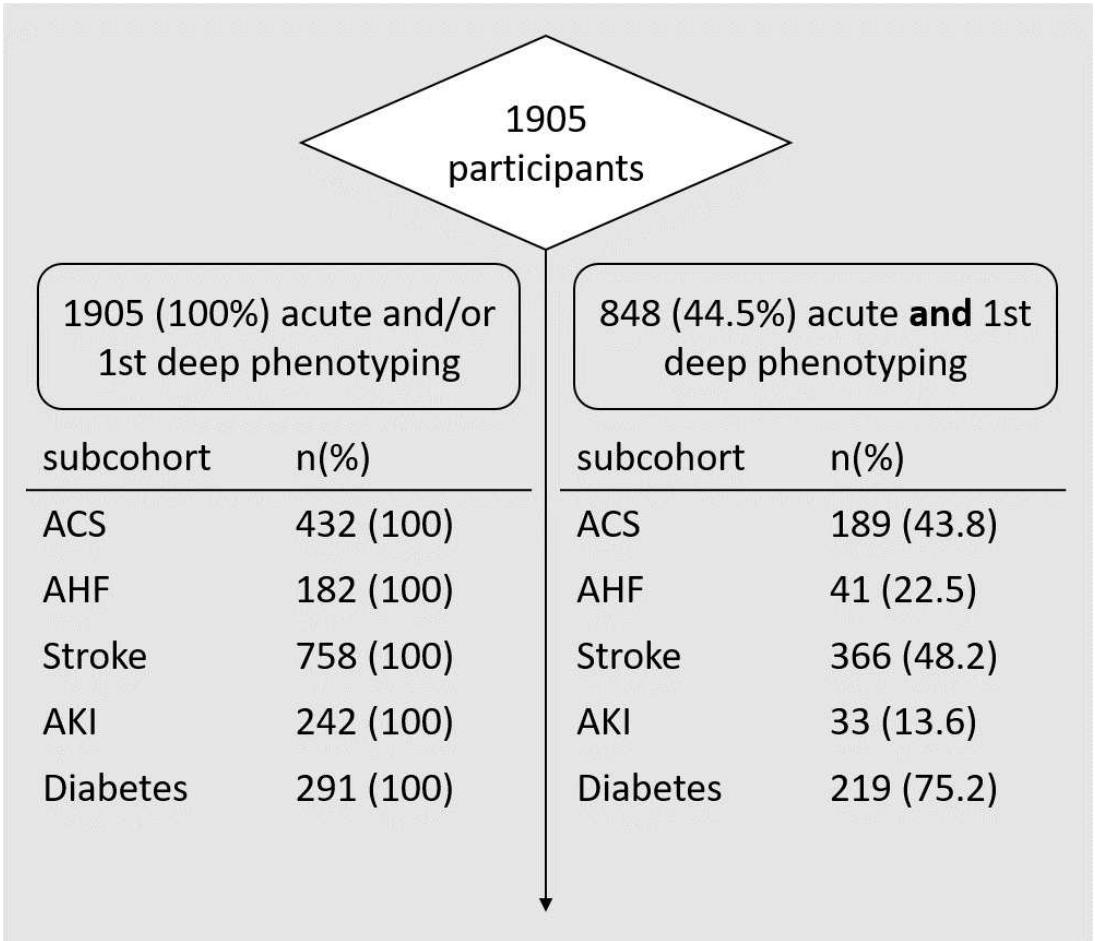 1905
participants
1905 (100%) acute and/or
1st deep phenotyping
subcohort n(%)
ACS 432 (100)
AHF 182 (100)
Stroke 758 (100)
AKI 242 (100)
Diabetes 291 (100)
848 (44.5%) acute and 1st
deep phenotyping
subcohort n(%)
ACS 189 (43.8)
AHF 41 (22.5)
Stroke 366 (48.2)
AKI 33 (13.6)
Diabetes 219 (75.2)